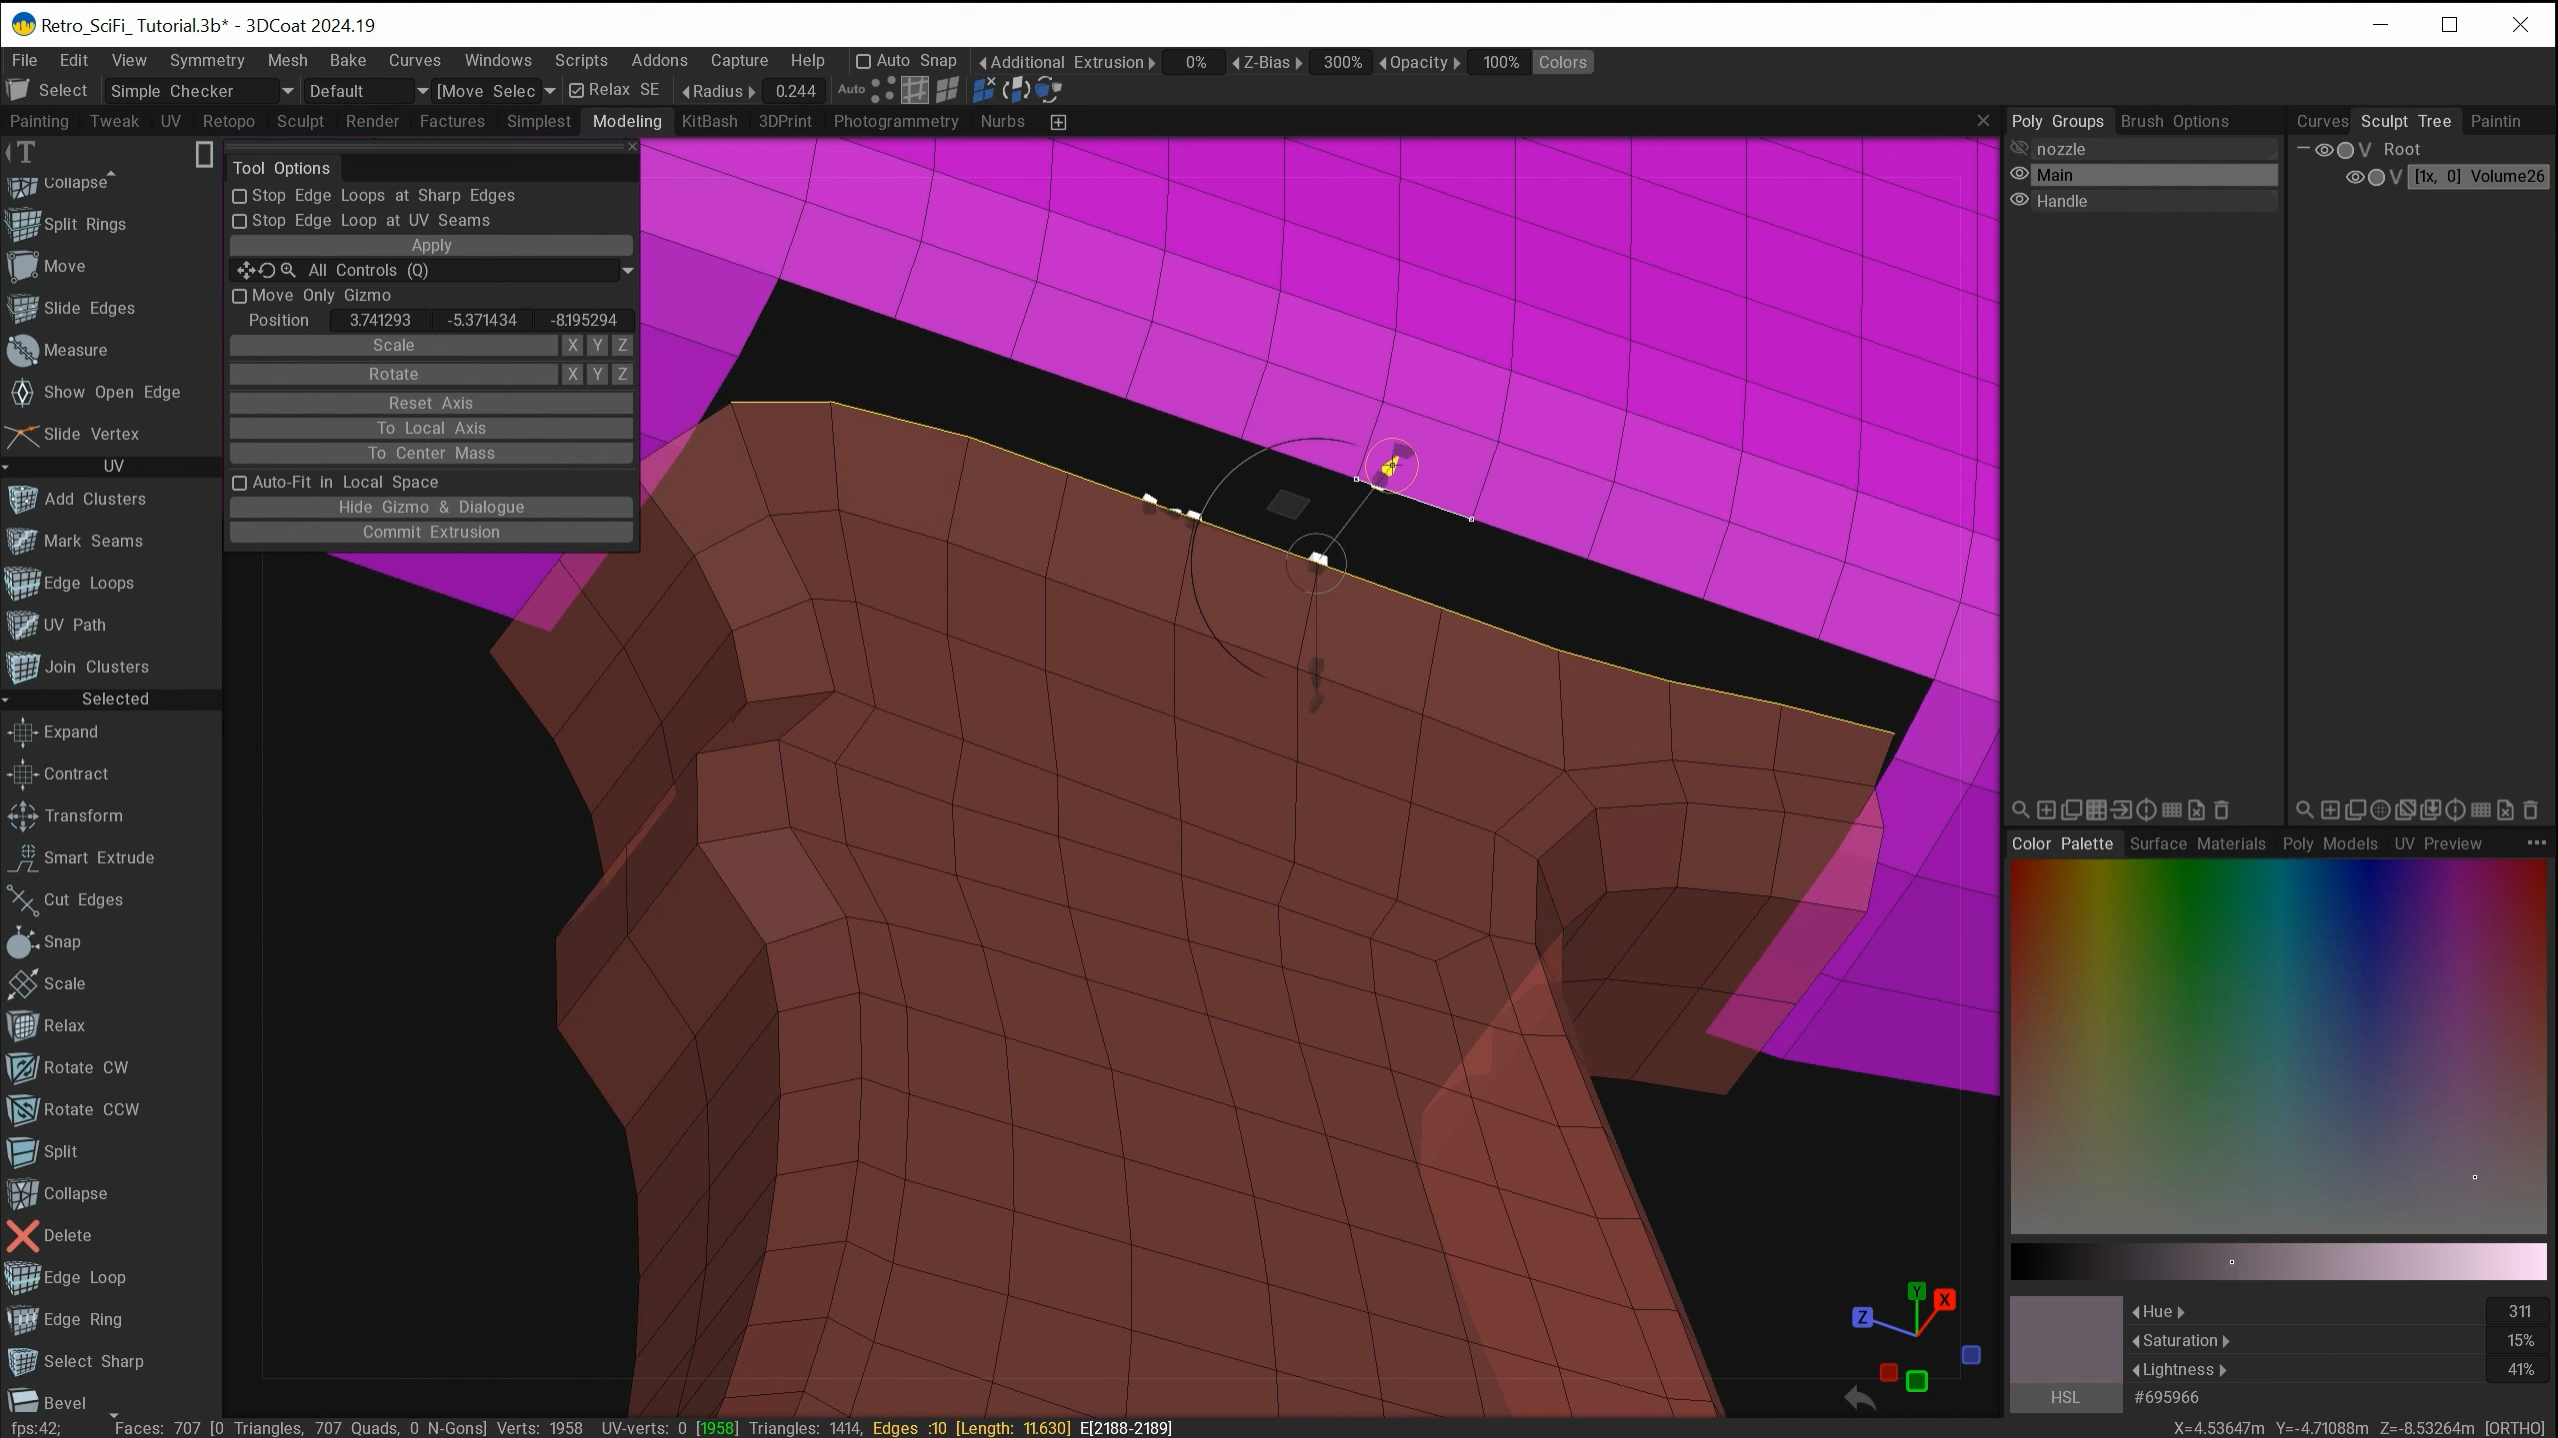 Retro_SciFi_ Tutorial.3b* - 3DCoat 2024.19
File Edit View Symmetry Mesh Bake Curves Windows Scripts Addons Capture Help Auto Snap Additional Extrusion 0% Z-Bias 300% Opacity 100% Colors
Select Simple Checker Default [Move Selec Relax SE Radius 0.244 Auto
Painting Tweak UV Retopo Sculpt Render Factures Simplest Modeling KitBash 3DPrint Photogrammetry Nurbs
T
Collapse
Split Rings
Move
Slide Edges
Measure
Show Open Edge
Slide Vertex
UV
Add Clusters
Mark Seams
Edge Loops
UV Path
Join Clusters
Selected
Expand
Contract
Transform
Smart Extrude
Cut Edges
Snap
Scale
Relax
Rotate CW
Rotate CCW
Split
Collapse
Delete
Edge Loop
Edge Ring
Select Sharp
Bevel
Tool Options
Stop Edge Loops at Sharp Edges
Stop Edge Loop at UV Seams
Apply
All Controls (Q)
Move Only Gizmo
Position 3.741293 -5.371434 -8.195294
Scale X Y Z
Rotate X Y Z
Reset Axis
To Local Axis
To Center Mass
Auto-Fit in Local Space
Hide Gizmo & Dialogue
Commit Extrusion
Y
X
Z
Poly Groups Brush Options
nozzle
Main
Handle
Curves Sculpt Tree Paintin
V Root
V [1x, 0] Volume26
Color Palette Surface Materials Poly Models UV Preview
Hue 311
Saturation 15%
Lightness 41%
HSL #695966
fps:42; Faces: 707 [0 Triangles, 707 Quads, 0 N-Gons] Verts: 1958 UV-verts: 0 [1958] Triangles: 1414, Edges :10 [Length: 11.630] E[2188-2189]
X=4.53647m Y=-4.71088m Z=-8.53264m [ORTHO]